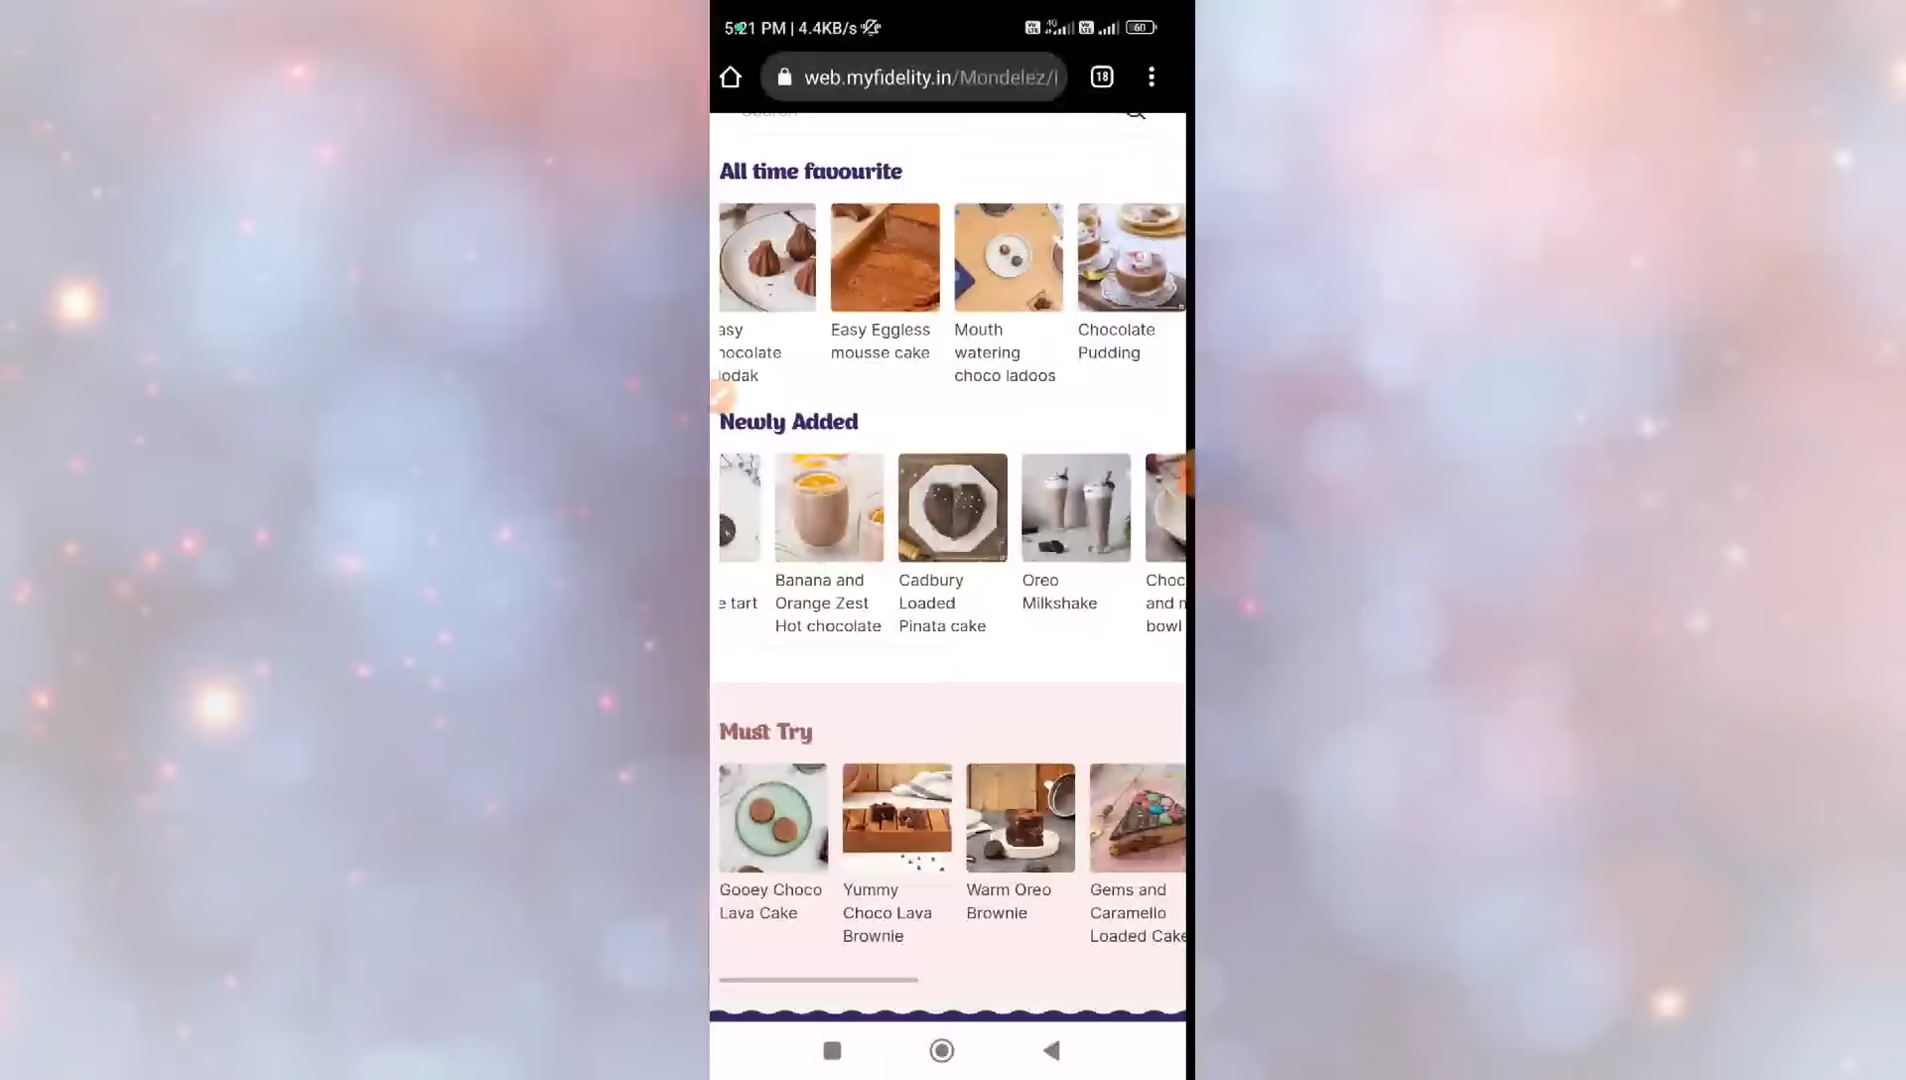 5:21 PM | 4.4KB/s
4G
60
web.myfidelity.in/Mondelez/
18
Search
All time favourite
asy
hocolate
odak
Easy Eggless
mousse cake
Mouth
watering
choco ladoos
Chocolate
Pudding
Newly Added
e tart
Banana and
Orange Zest
Hot chocolate
Cadbury
Loaded
Pinata cake
Oreo
Milkshake
Choc
and
bowl
Must Try
Gooey Choco
Lava Cake
Yummy
Choco Lava
Brownie
Warm Oreo
Brownie
Gems and
Caramello
Loaded Cake